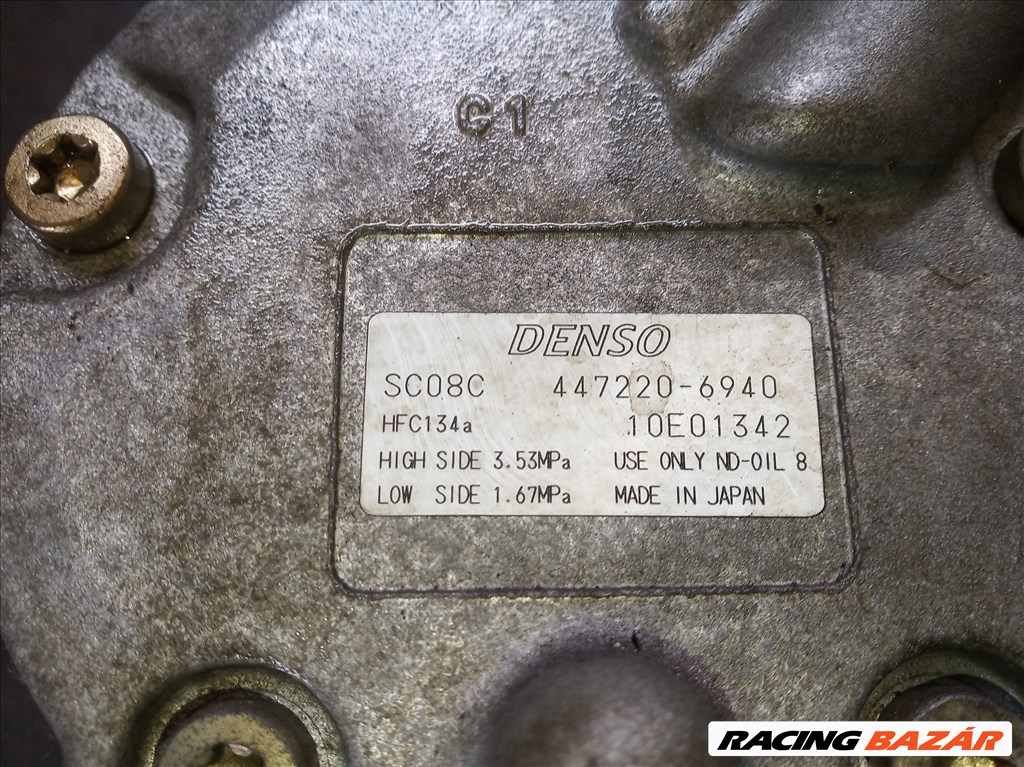 C1
DENSO
SC08C 447220-6940
HFC134a 10E01342
HIGH SIDE 3.53MPa USE ONLY ND-OIL 8
LOW SIDE 1.67MPa MADE IN JAPAN
RACING BAZÁR